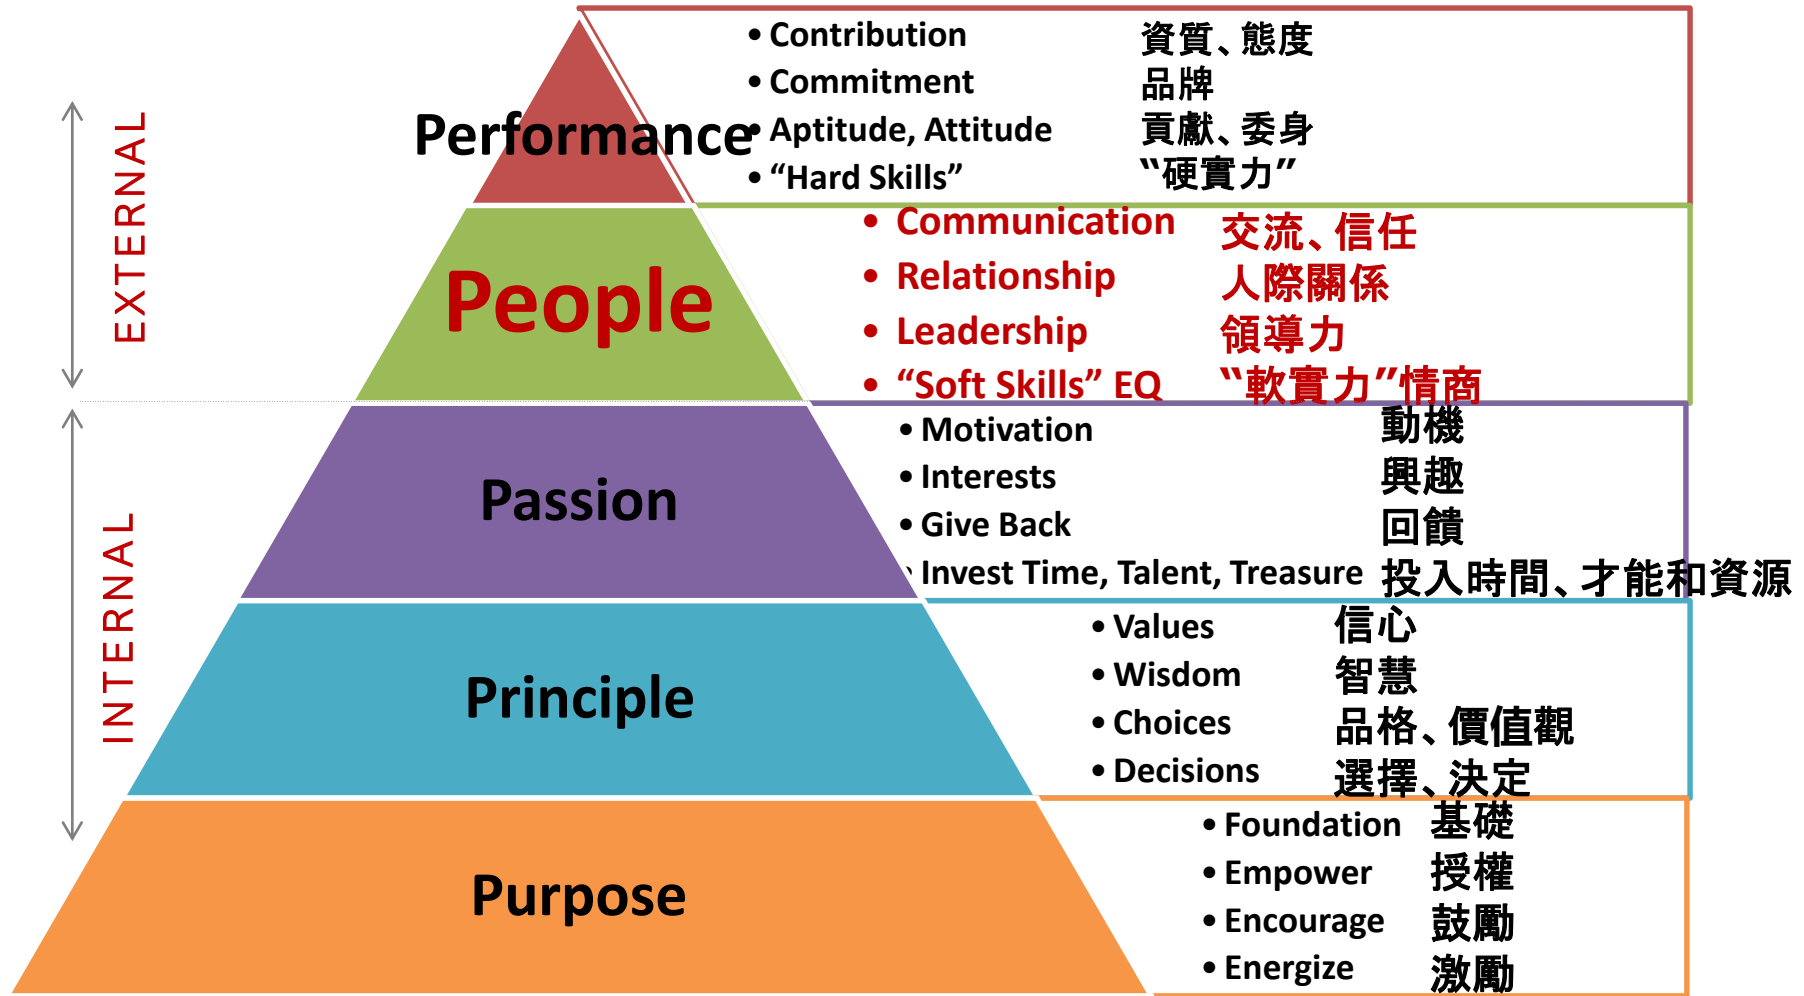 EXTERNAL
INTERNAL
Performance
• Contribution 資質、態度
• Commitment 品牌
• Aptitude, Attitude 貢獻、委身
• “Hard Skills” “硬實力”
People
• Communication 交流、信任
• Relationship 人際關係
• Leadership 領導力
• “Soft Skills” EQ “軟實力”情商
Passion
• Motivation 動機
• Interests 興趣
• Give Back 回饋
• Invest Time, Talent, Treasure 投入時間、才能和資源
Principle
• Values 信心
• Wisdom 智慧
• Choices 品格、價值觀
• Decisions 選擇、決定
Purpose
• Foundation 基礎
• Empower 授權
• Encourage 鼓勵
• Energize 激勵